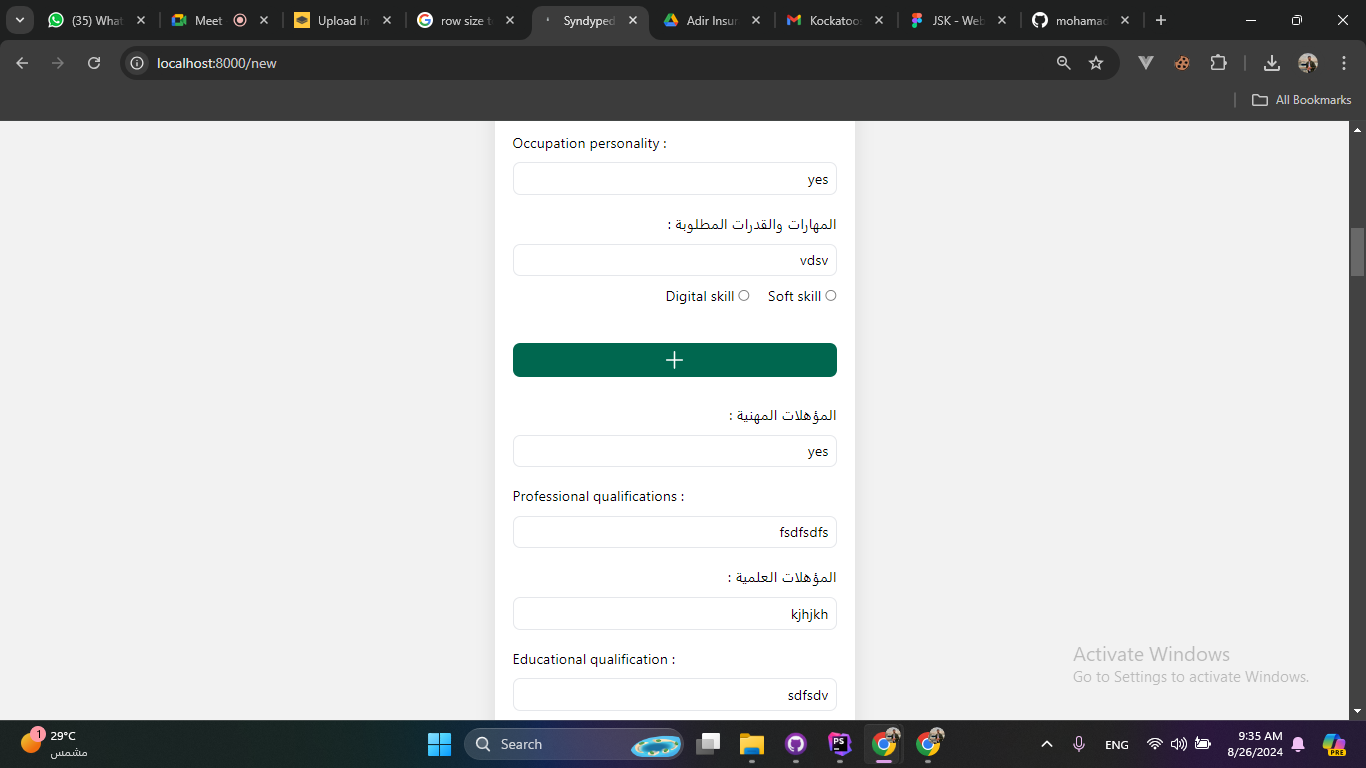 (35) What
Meet
Upload Im
row size t
Syndyped
Adir Insur
Kockatoo
JSK - Web
mohamad
localhost:8000/new
All Bookmarks
Occupation personality :
yes
المهارات والقدرات المطلوبة :
vdsv
Digital skill
Soft skill
+
المؤهلات المهنية :
yes
Professional qualifications :
fsdfsdfs
المؤهلات العلمية :
kjhjkh
Educational qualification :
sdfsdv
Activate Windows
Go to Settings to activate Windows.
1
29°C
مشمس
Search
PS
ENG
9:35 AM
8/26/2024
PRE